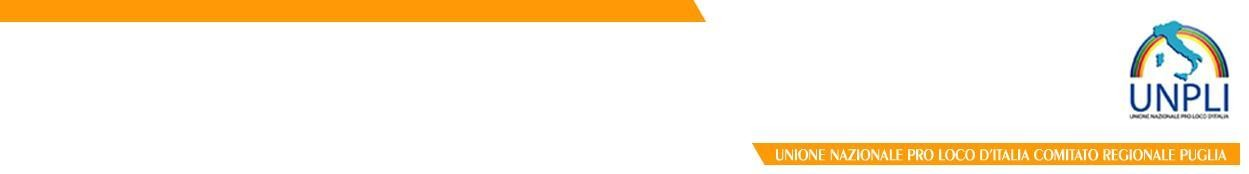 UNPLI
UNIONE NAZIONALE PRO LOCO D'ITALIA
UNIONE NAZIONALE PRO LOCO D'ITALIA COMITATO REGIONALE PUGLIA